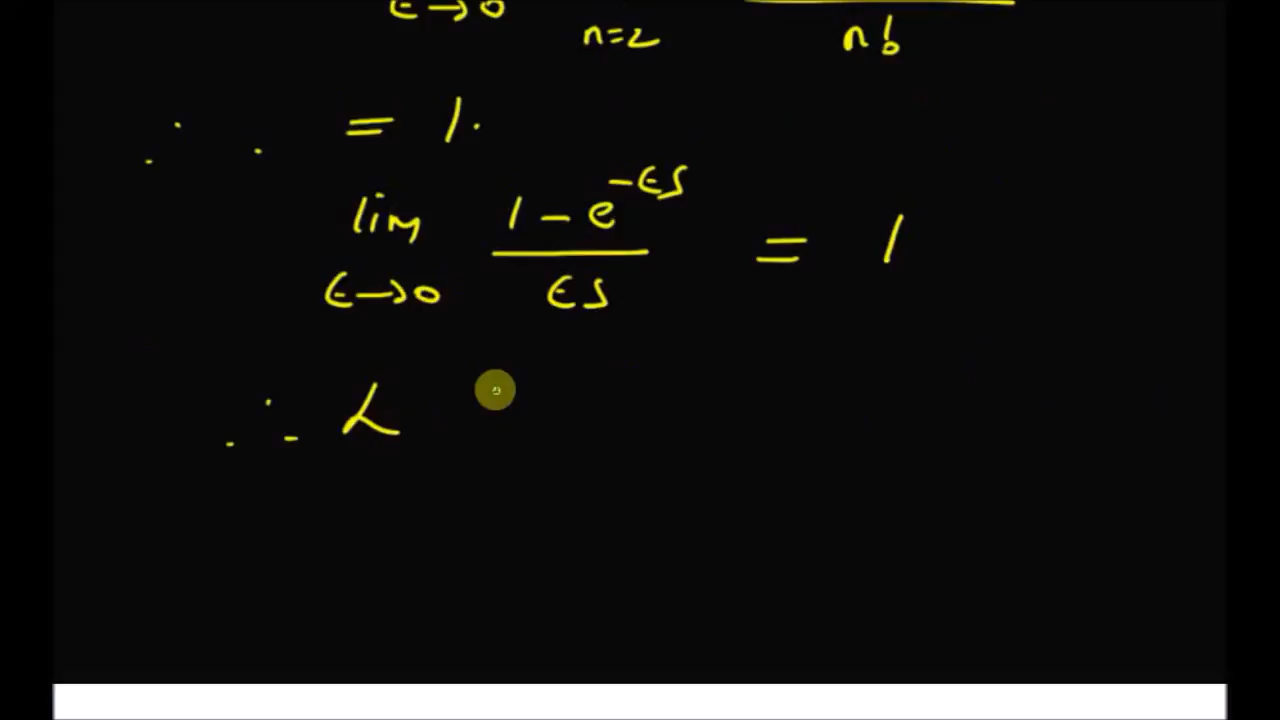 ϵ → 0 n=2 n!
∴ = 1.
lim ϵ→0 (1 - e^{-ϵs}) / ϵs = 1
∴ ℒ